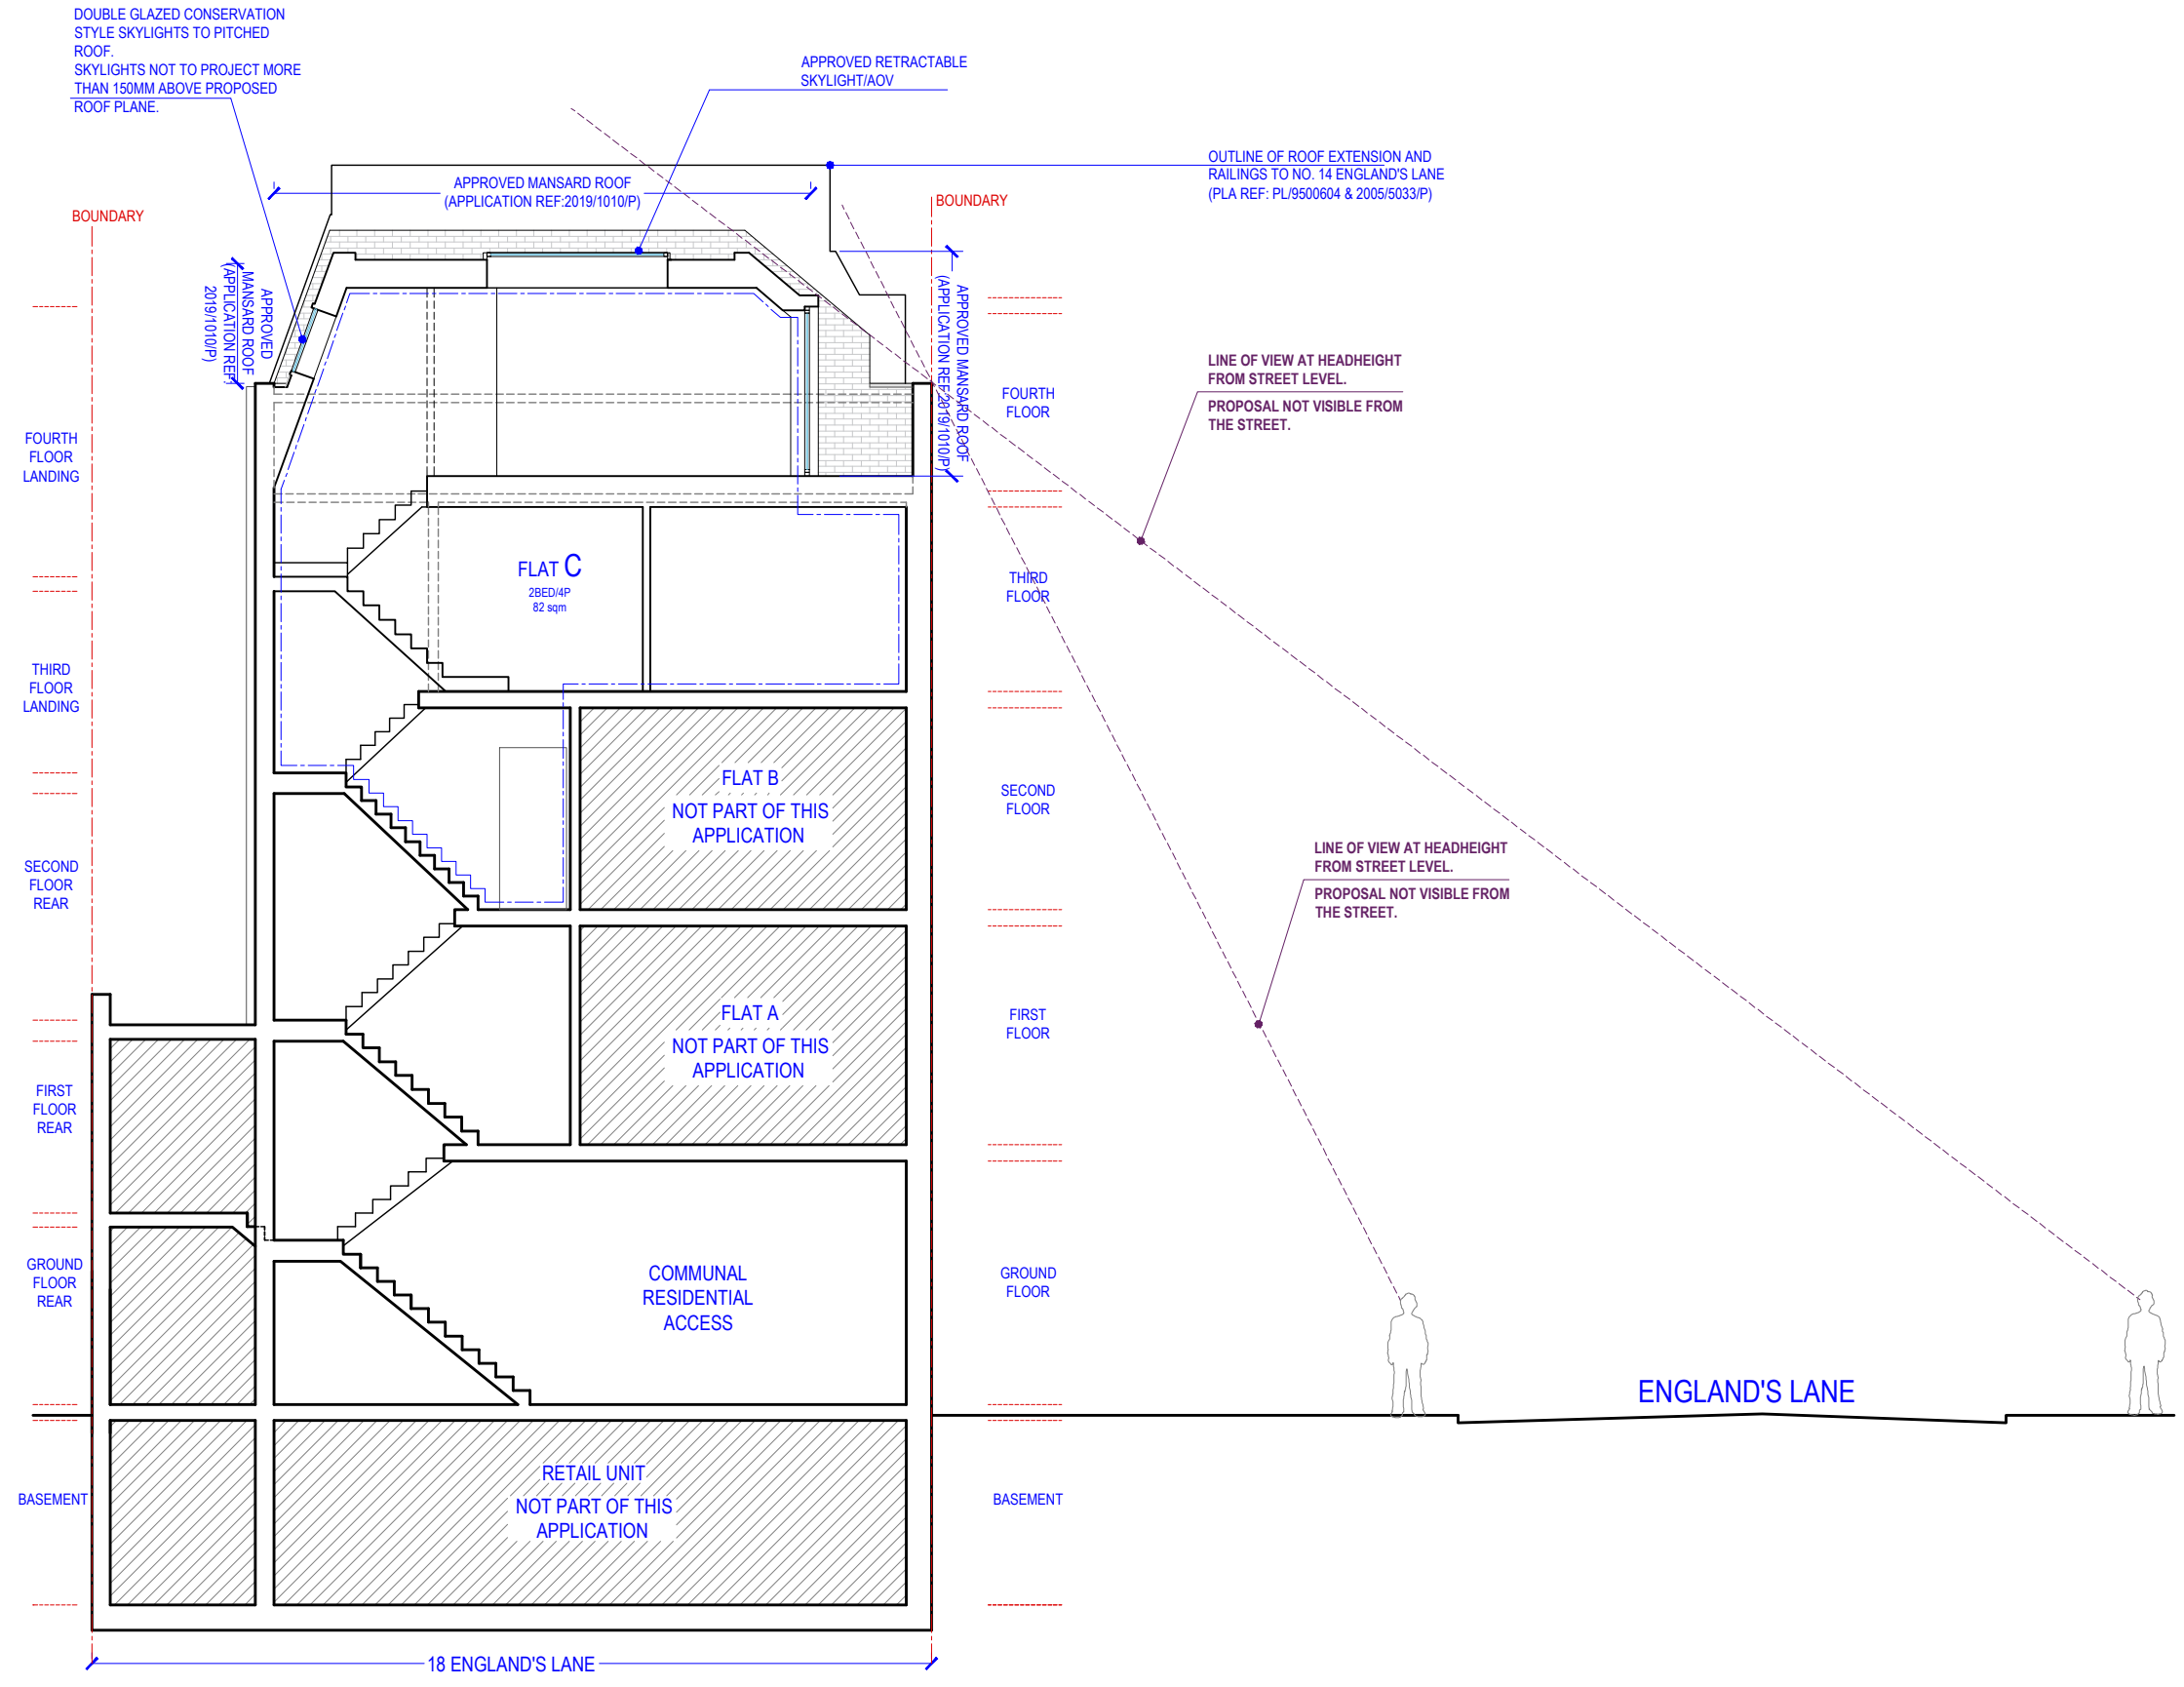 DOUBLE GLAZED CONSERVATION
STYLE SKYLIGHTS TO PITCHED
ROOF.
SKYLIGHTS NOT TO PROJECT MORE
THAN 150MM ABOVE PROPOSED
ROOF PLANE.
APPROVED RETRACTABLE
SKYLIGHT/AOV
OUTLINE OF ROOF EXTENSION AND
RAILINGS TO NO. 14 ENGLAND'S LANE
(PLA REF: PL/9500604 & 2005/5033/P)
APPROVED MANSARD ROOF
(APPLICATION REF:2019/1010/P)
BOUNDARY
BOUNDARY
APPROVED
MANSARD ROOF
(APPLICATION REF:
2019/1010/P)
APPROVED MANSARD ROOF
(APPLICATION REF:2019/1010/P)
LINE OF VIEW AT HEADHEIGHT
FROM STREET LEVEL.
PROPOSAL NOT VISIBLE FROM
THE STREET.
FOURTH
FLOOR
FOURTH
FLOOR
LANDING
FLAT C
2BED/4P
82 sqm
THIRD
FLOOR
THIRD
FLOOR
LANDING
FLAT B
NOT PART OF THIS
APPLICATION
SECOND
FLOOR
LINE OF VIEW AT HEADHEIGHT
FROM STREET LEVEL.
PROPOSAL NOT VISIBLE FROM
THE STREET.
SECOND
FLOOR
REAR
FLAT A
NOT PART OF THIS
APPLICATION
FIRST
FLOOR
FIRST
FLOOR
REAR
GROUND
FLOOR
REAR
COMMUNAL
RESIDENTIAL
ACCESS
GROUND
FLOOR
ENGLAND'S LANE
BASEMENT
RETAIL UNIT
NOT PART OF THIS
APPLICATION
BASEMENT
18 ENGLAND'S LANE